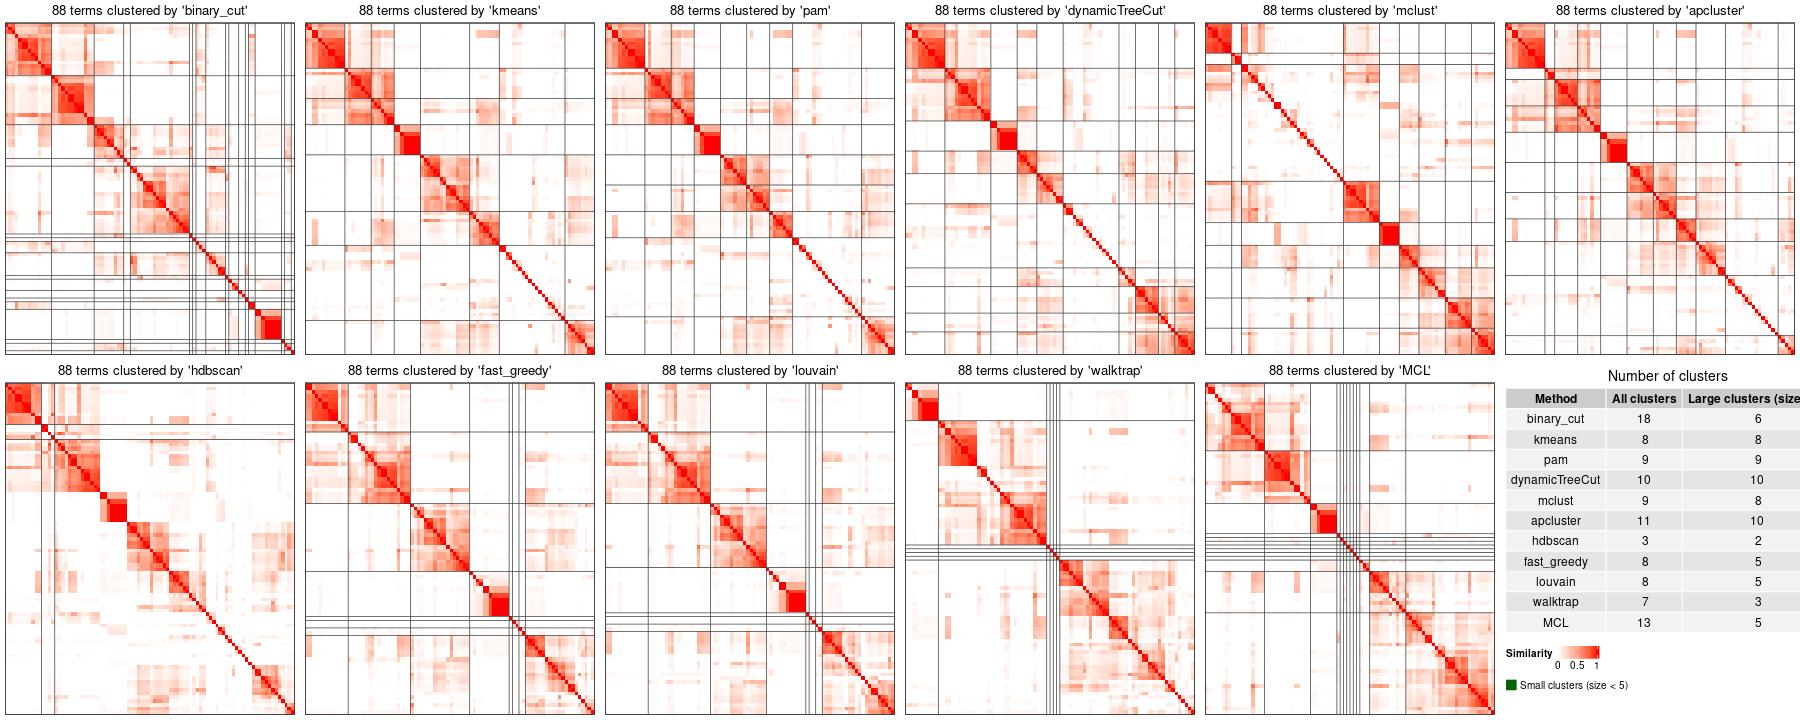 88 terms clustered by 'binary_cut'
88 terms clustered by 'kmeans'
88 terms clustered by 'pam'
88 terms clustered by 'dynamicTreeCut'
88 terms clustered by 'mclust'
88 terms clustered by 'apcluster'
88 terms clustered by 'hdbscan'
88 terms clustered by 'fast_greedy'
88 terms clustered by 'louvain'
88 terms clustered by 'walktrap'
88 terms clustered by 'MCL'
Number of clusters
Method All clusters Large clusters (size
binary_cut 18 6
kmeans 8 8
pam 9 9
dynamicTreeCut 10 10
mclust 9 8
apcluster 11 10
hdbscan 3 2
fast_greedy 8 5
louvain 8 5
walktrap 7 3
MCL 13 5
Similarity
0 0.5 1
Small clusters (size < 5)